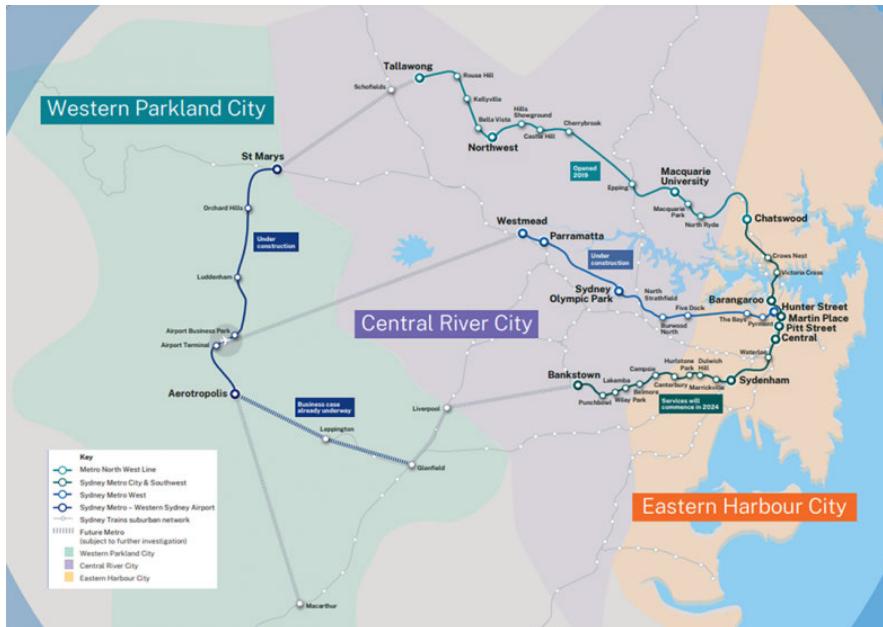 Tallawong
Rouse Hill
Schofields
Kellyville
Western Parkland City
Bella Vista
Hills
Showground
Castle Hill
Cherrybrook
Northwest
St Marys
Opened
2019
Epping
Macquarie
University
Macquarie
Park
North Ryde
Orchard Hills
Chatswood
Westmead
Parramatta
Under
construction
Under
construction
Crows Nest
Victoria Cross
Luddenham
Sydney
Olympic Park
North
Strathfield
Five Dock
Burwood
North
The Bays
Pyrmont
Barangaroo
Hunter Street
Martin Place
Pitt Street
Central
Central River City
Airport Business Park
Airport Terminal
Waterloo
Aerotropolis
Bankstown
Punchbowl
Lakemba
Wiley Park
Belmore
Campsie
Canterbury
Hurlstone
Park
Dulwich
Hill
Marrickville
Sydenham
Business case
already underway
Liverpool
Services will
commence in 2024
Leppington
Glenfield
Eastern Harbour City
Key
Metro North West Line
Sydney Metro City & Southwest
Sydney Metro West
Sydney Metro – Western Sydney Airport
Sydney Trains suburban network
Future Metro
(subject to further investigation)
Western Parkland City
Central River City
Eastern Harbour City
Macarthur